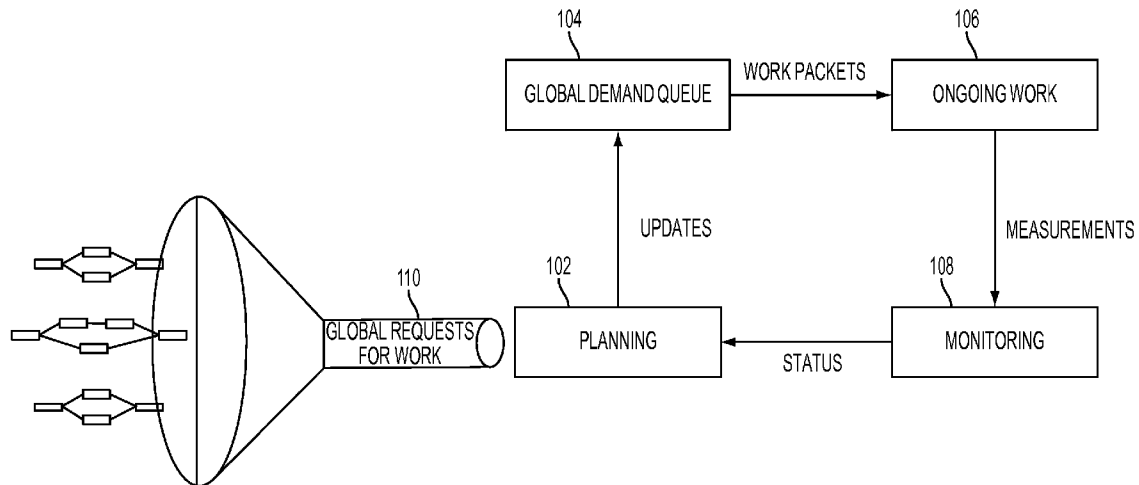 104
106
GLOBAL DEMAND QUEUE
WORK PACKETS
ONGOING WORK
UPDATES
MEASUREMENTS
110
102
108
GLOBAL REQUESTS
FOR WORK
PLANNING
STATUS
MONITORING